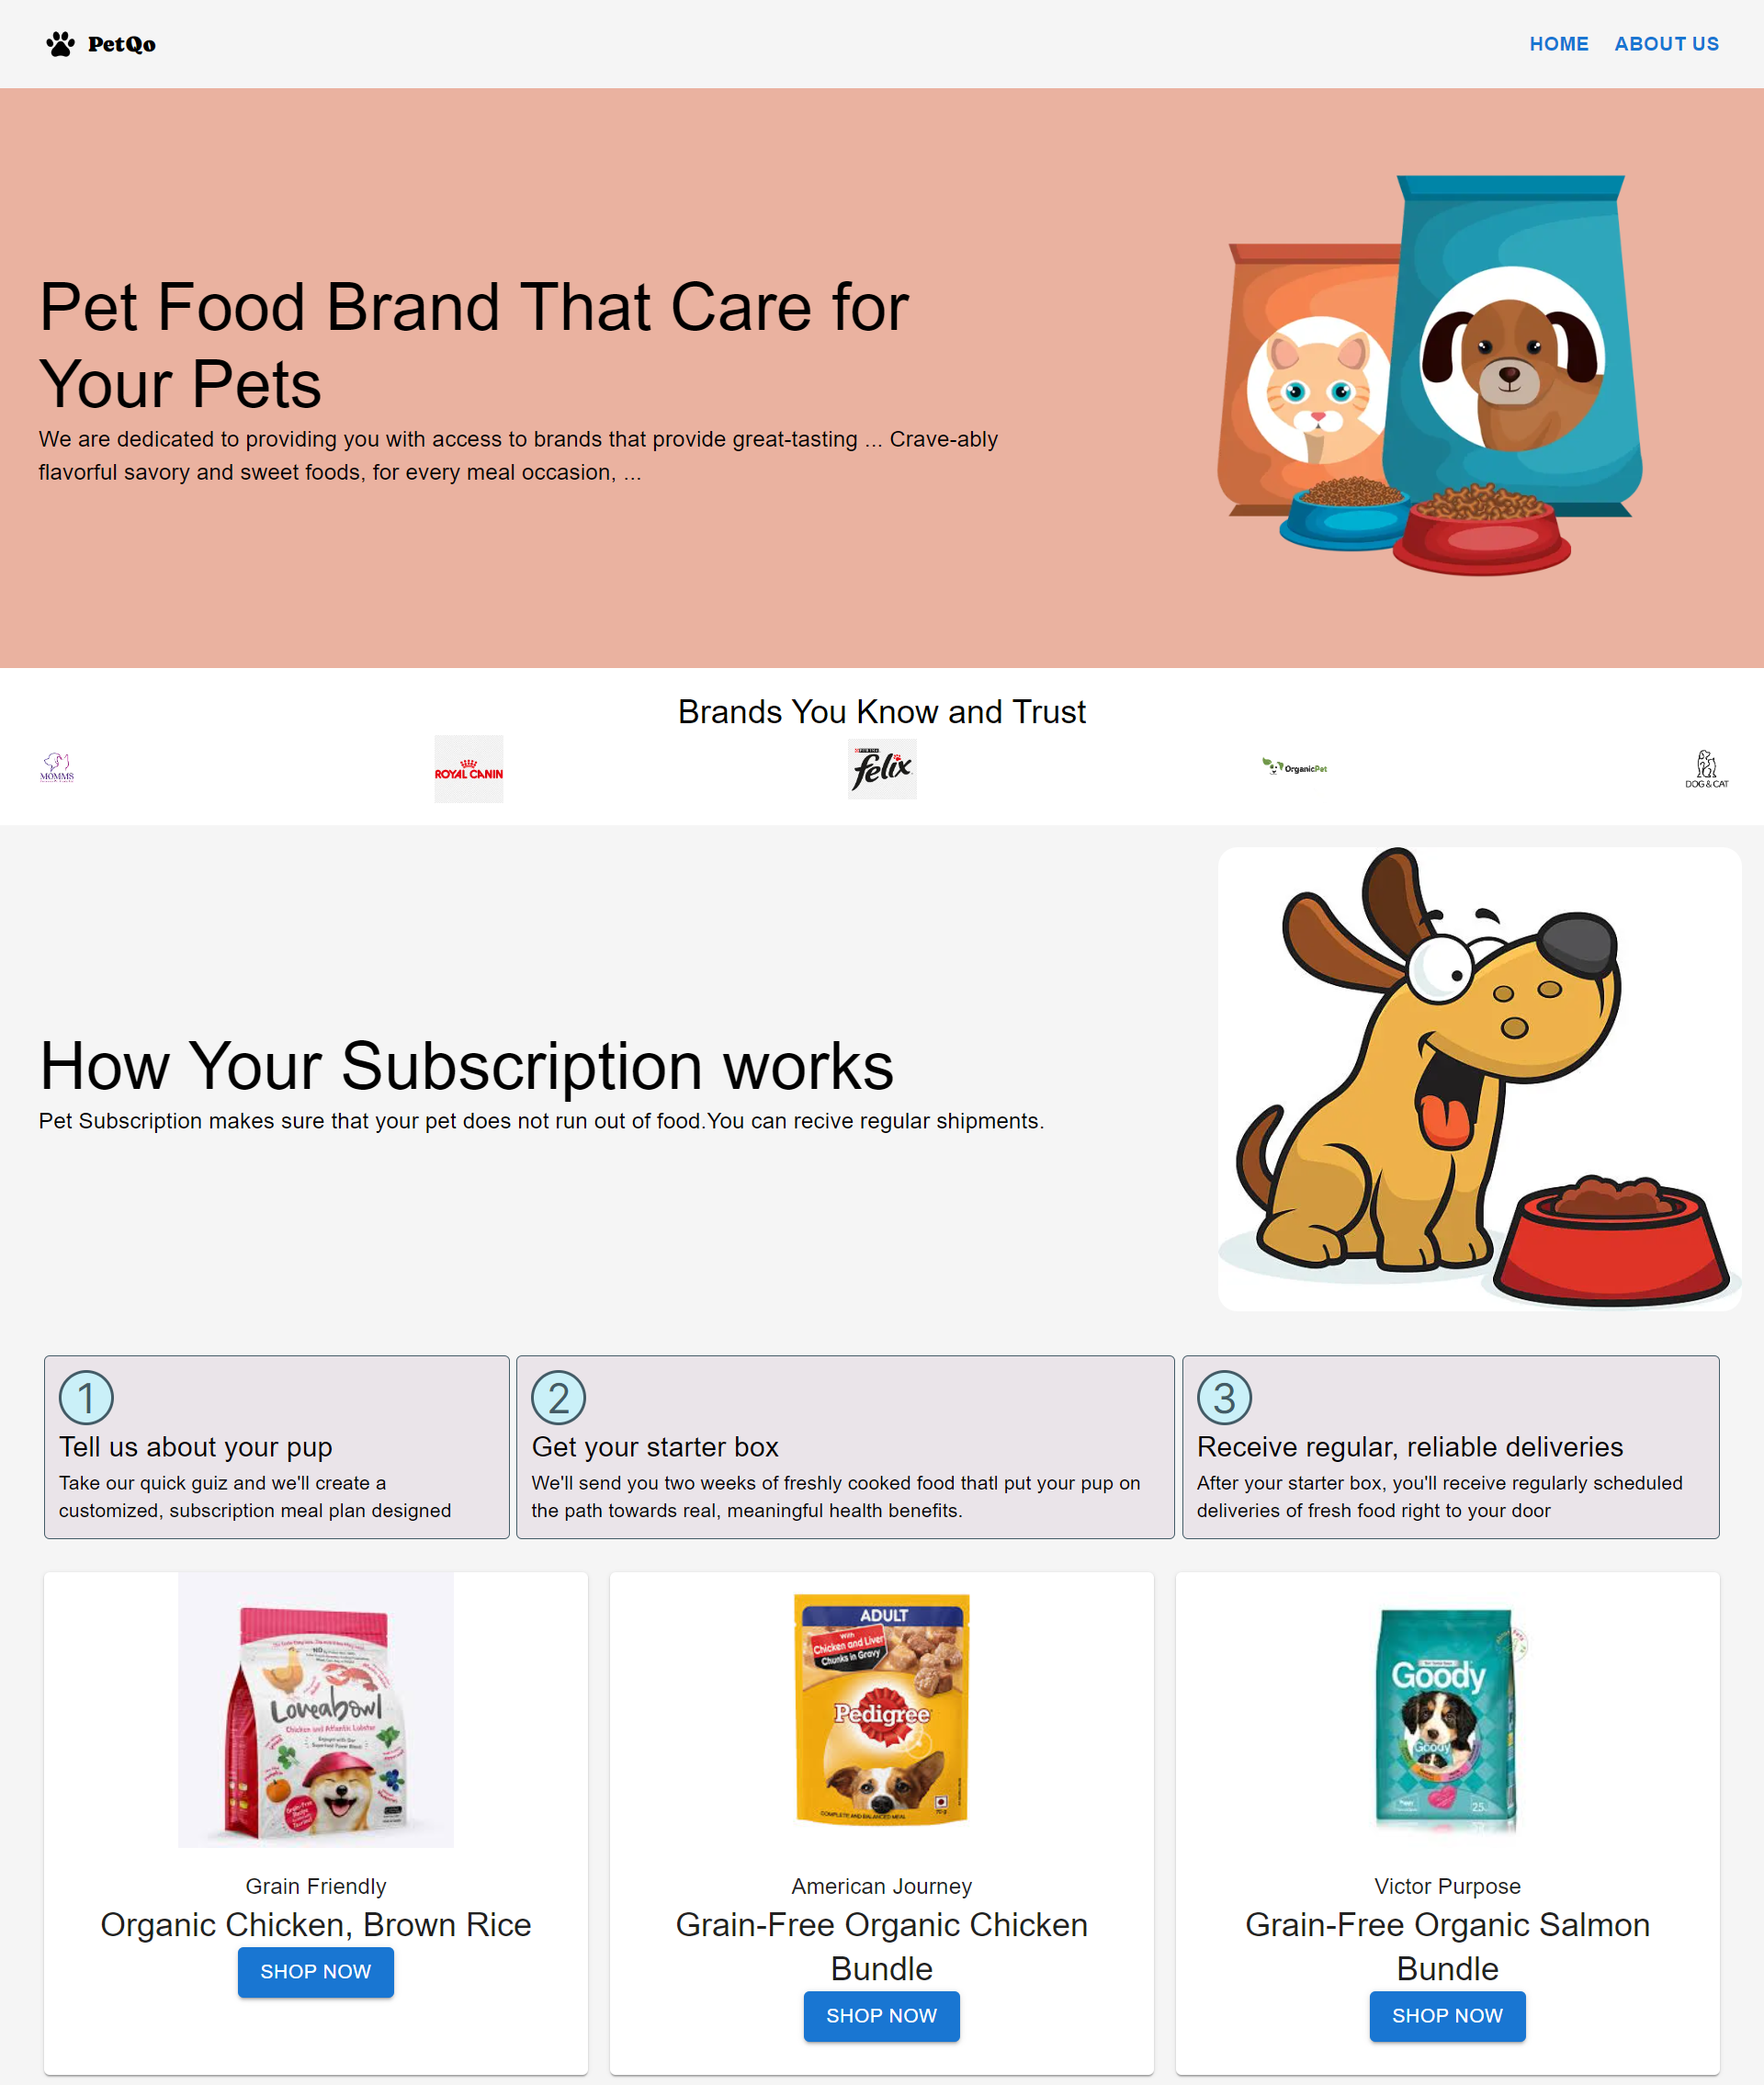 PetQo
HOME ABOUT US
Pet Food Brand That Care for
Your Pets
We are dedicated to providing you with access to brands that provide great-tasting ... Crave-ably
flavorful savory and sweet foods, for every meal occasion, ...
Brands You Know and Trust
MOMMS
ROYAL CANIN
PURINA
felix
OrganicPet
DOG & CAT
How Your Subscription works
Pet Subscription makes sure that your pet does not run out of food.You can recive regular shipments.
1
Tell us about your pup
Take our quick guiz and we'll create a
customized, subscription meal plan designed
2
Get your starter box
We'll send you two weeks of freshly cooked food thatl put your pup on
the path towards real, meaningful health benefits.
3
Receive regular, reliable deliveries
After your starter box, you'll receive regularly scheduled
deliveries of fresh food right to your door
Loveabowl
Chicken and Atlantic Lobster
Grain Friendly
Organic Chicken, Brown Rice
SHOP NOW
ADULT
With
Chicken and Liver
Chunks in Gravy
Pedigree
COMPLETE AND BALANCED MEAL
70 g
American Journey
Grain-Free Organic Chicken
Bundle
SHOP NOW
Goody
Goody
25
Victor Purpose
Grain-Free Organic Salmon
Bundle
SHOP NOW